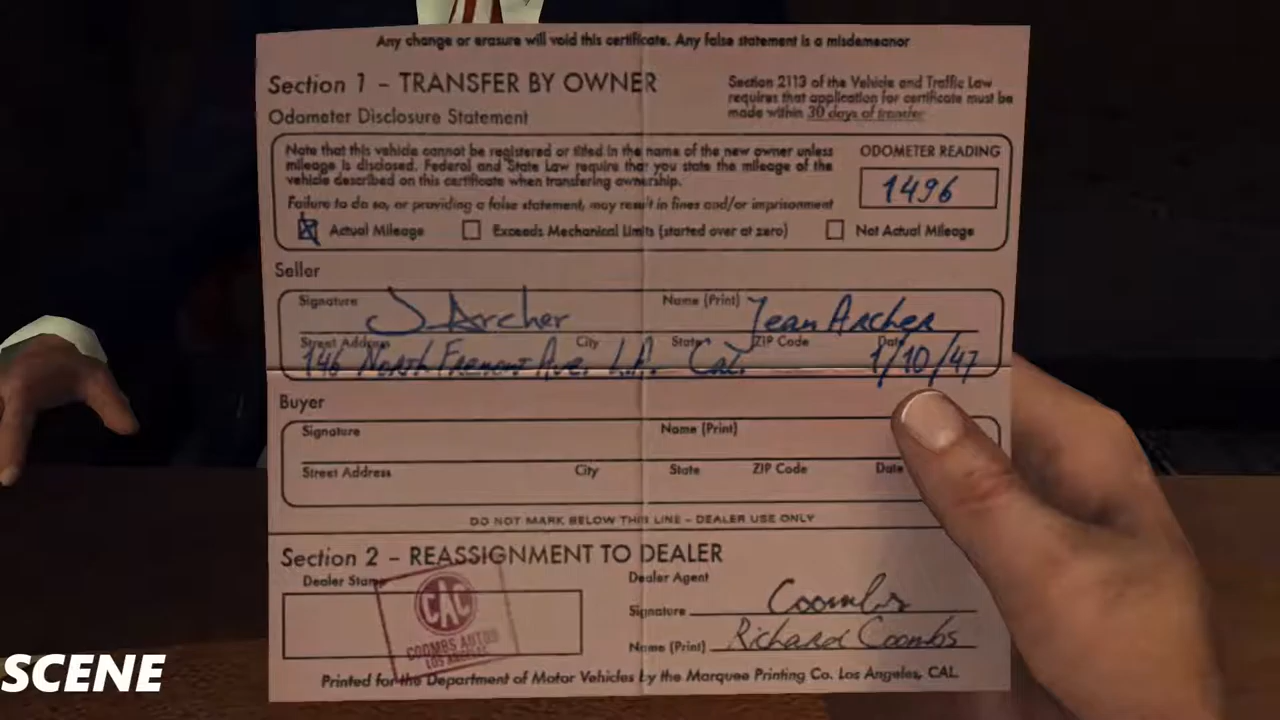 Any change or erasure will void this certificate. Any false statement is a misdemeanor
Section 1 - TRANSFER BY OWNER
Section 2113 of the Vehicle and Traffic Law
requires that application for certificate must be
made within 30 days of transfer
Odometer Disclosure Statement
Note that this vehicle cannot be registered or titled in the name of the new owner unless
mileage is disclosed. Federal and State Law require that you state the mileage of the
vehicle described on this certificate when transfering ownership.
Failure to do so, or providing a false statement, may result in fines and/or imprisonment
ODOMETER READING
1496
Actual Mileage Exceeds Mechanical Limits (started over at zero) Not Actual Mileage
Seller
Signature J Archer Name (Print) Jean Archer
Street Address City State ZIP Code Date
146 North Fremont Ave. L.A. Cal. 1/10/47
Buyer
Signature Name (Print)
Street Address City State ZIP Code Date
DO NOT MARK BELOW THIS LINE - DEALER USE ONLY
Section 2 - REASSIGNMENT TO DEALER
Dealer Stamp
CAC
COOMBS AUTOS
LOS ANGELES
Dealer Agent
Signature Coombs
Name (Print) Richard Coombs
Printed for the Department of Motor Vehicles by the Marquee Printing Co. Los Angeles, CAL.
SCENE